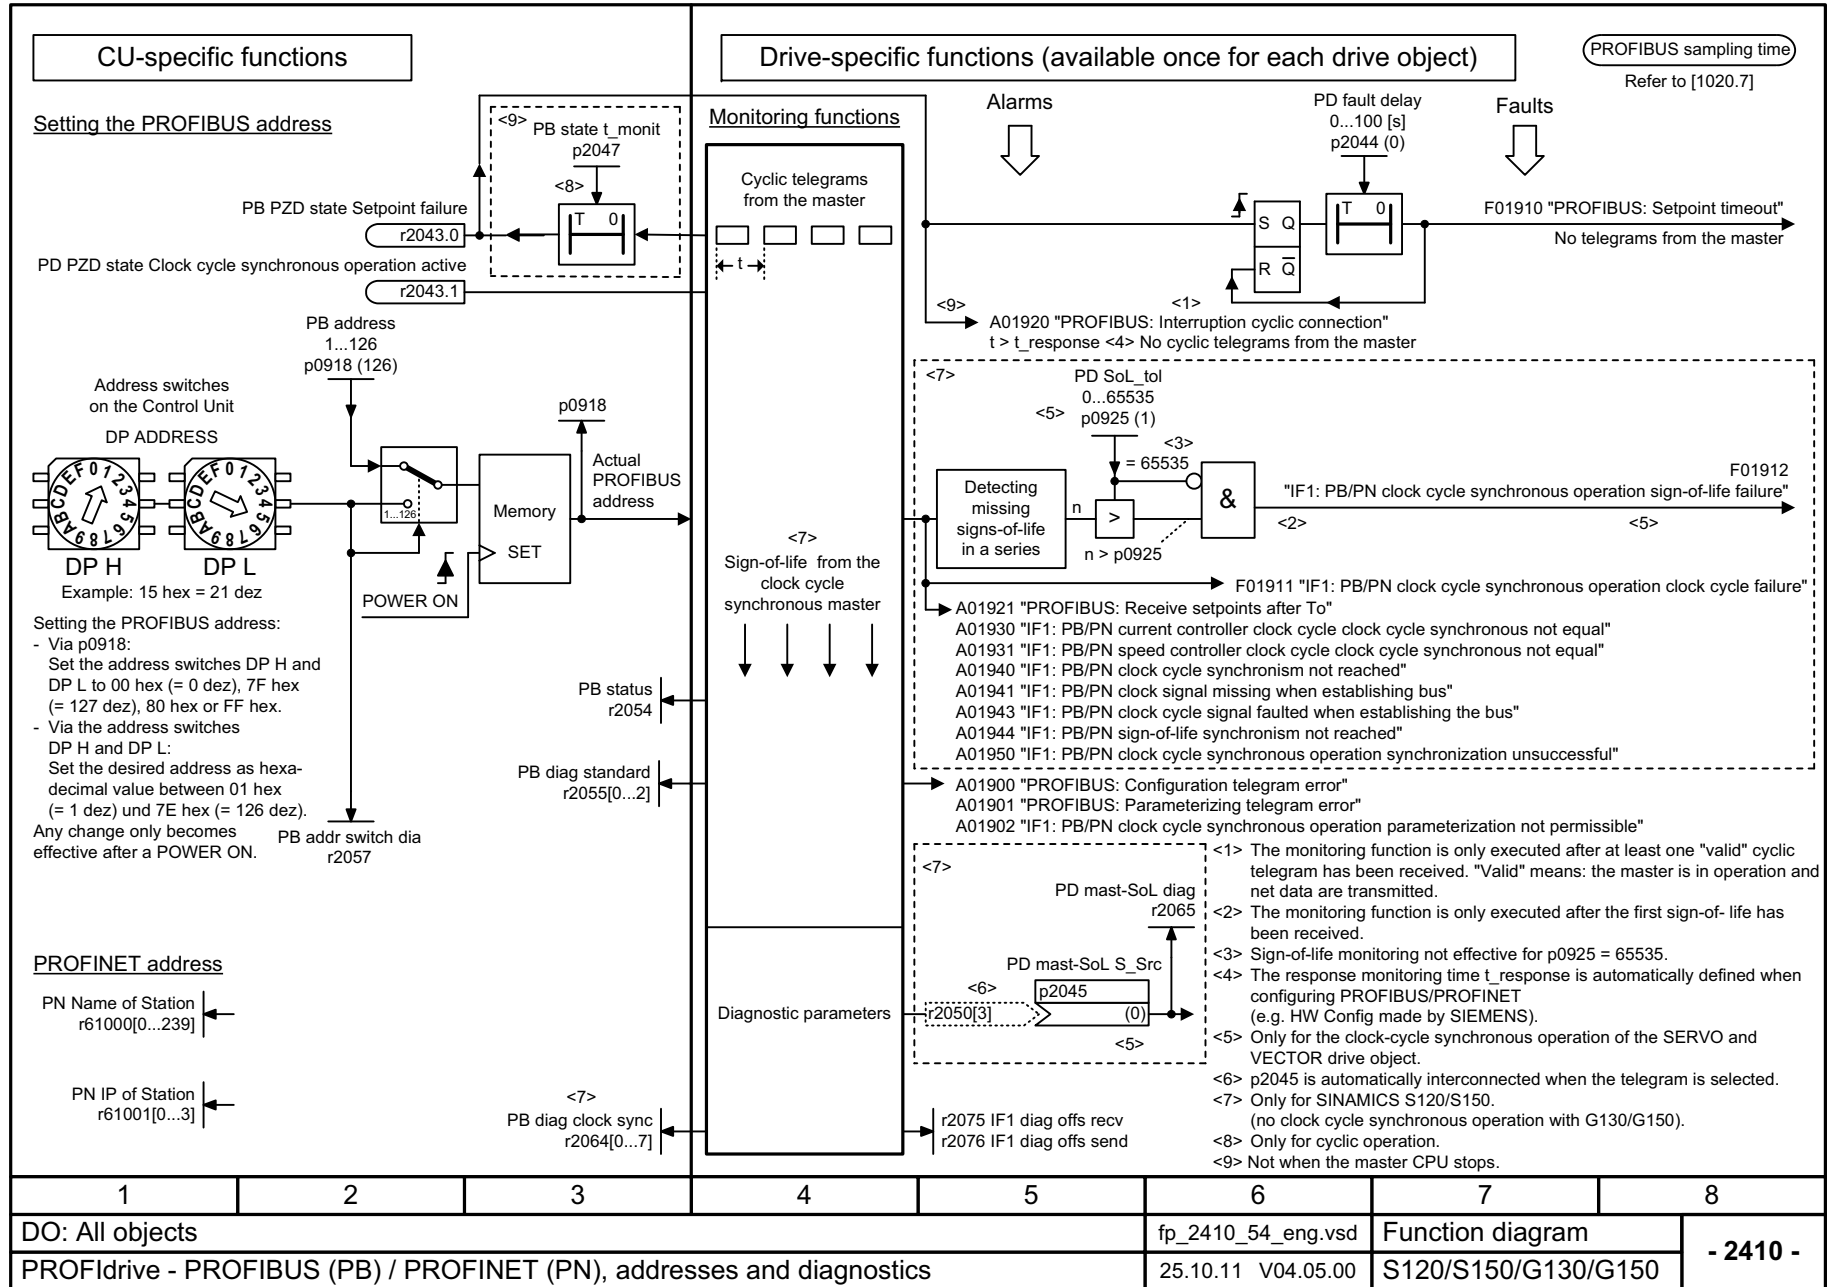 CU-specific functions
Drive-specific functions (available once for each drive object)
PROFIBUS sampling time
Refer to [1020.7]
Setting the PROFIBUS address
<9>
PB state t_monit
p2047
<8>
T 0
PB PZD state Setpoint failure
r2043.0
PD PZD state Clock cycle synchronous operation active
r2043.1
Monitoring functions
Cyclic telegrams
from the master
t
Alarms
PD fault delay
0...100 [s]
p2044 (0)
Faults
S Q
R Q
T 0
F01910 "PROFIBUS: Setpoint timeout"
No telegrams from the master
<9>
<1>
A01920 "PROFIBUS: Interruption cyclic connection"
t > t_response <4> No cyclic telegrams from the master
PB address
1...126
p0918 (126)
Address switches
on the Control Unit
DP ADDRESS
0 1 2 3 4 5 6 7 8 9 A B C D E F
0 1 2 3 4 5 6 7 8 9 A B C D E F
DP H
DP L
Example: 15 hex = 21 dez
1...126
POWER ON
Memory
SET
p0918
Actual
PROFIBUS
address
Setting the PROFIBUS address:
- Via p0918:
Set the address switches DP H and
DP L to 00 hex (= 0 dez), 7F hex
(= 127 dez), 80 hex or FF hex.
- Via the address switches
DP H and DP L:
Set the desired address as hexa-
decimal value between 01 hex
(= 1 dez) und 7E hex (= 126 dez).
Any change only becomes
effective after a POWER ON.
PB addr switch dia
r2057
<7>
Sign-of-life from the
clock cycle
synchronous master
PB status
r2054
PB diag standard
r2055[0...2]
<7>
PD SoL_tol
0...65535
<5>
p0925 (1)
<3>
= 65535
Detecting
missing
signs-of-life
in a series
n
>
n > p0925
&
F01912
"IF1: PB/PN clock cycle synchronous operation sign-of-life failure"
<2>
<5>
F01911 "IF1: PB/PN clock cycle synchronous operation clock cycle failure"
A01921 "PROFIBUS: Receive setpoints after To"
A01930 "IF1: PB/PN current controller clock cycle clock cycle synchronous not equal"
A01931 "IF1: PB/PN speed controller clock cycle clock cycle synchronous not equal"
A01940 "IF1: PB/PN clock cycle synchronism not reached"
A01941 "IF1: PB/PN clock signal missing when establishing bus"
A01943 "IF1: PB/PN clock cycle signal faulted when establishing the bus"
A01944 "IF1: PB/PN sign-of-life synchronism not reached"
A01950 "IF1: PB/PN clock cycle synchronous operation synchronization unsuccessful"
A01900 "PROFIBUS: Configuration telegram error"
A01901 "PROFIBUS: Parameterizing telegram error"
A01902 "IF1: PB/PN clock cycle synchronous operation parameterization not permissible"
<7>
PD mast-SoL diag
r2065
PD mast-SoL S_Src
<6>
p2045
r2050[3]
(0)
<5>
Diagnostic parameters
PROFINET address
PN Name of Station
r61000[0...239]
PN IP of Station
r61001[0...3]
<7>
PB diag clock sync
r2064[0...7]
r2075 IF1 diag offs recv
r2076 IF1 diag offs send
<1> The monitoring function is only executed after at least one "valid" cyclic
telegram has been received. "Valid" means: the master is in operation and
net data are transmitted.
<2> The monitoring function is only executed after the first sign-of- life has
been received.
<3> Sign-of-life monitoring not effective for p0925 = 65535.
<4> The response monitoring time t_response is automatically defined when
configuring PROFIBUS/PROFINET
(e.g. HW Config made by SIEMENS).
<5> Only for the clock-cycle synchronous operation of the SERVO and
VECTOR drive object.
<6> p2045 is automatically interconnected when the telegram is selected.
<7> Only for SINAMICS S120/S150.
(no clock cycle synchronous operation with G130/G150).
<8> Only for cyclic operation.
<9> Not when the master CPU stops.
1 2 3 4 5 6 7 8
DO: All objects
fp_2410_54_eng.vsd
Function diagram
- 2410 -
PROFIdrive - PROFIBUS (PB) / PROFINET (PN), addresses and diagnostics
25.10.11 V04.05.00
S120/S150/G130/G150